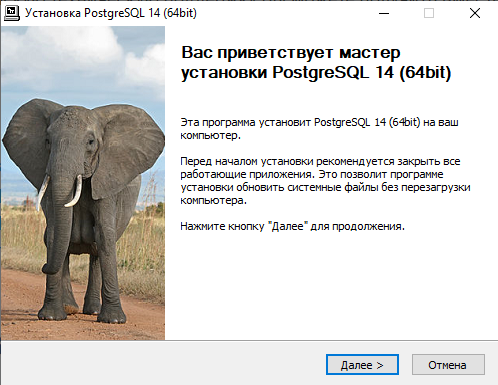 Установка PostgreSQL 14 (64bit)
Вас приветствует мастер
установки PostgreSQL 14 (64bit)
Эта программа установит PostgreSQL 14 (64bit) на ваш
компьютер.
Перед началом установки рекомендуется закрыть все
работающие приложения. Это позволит программе
установки обновить системные файлы без перезагрузки
компьютера.
Нажмите кнопку "Далее" для продолжения.
Далее >
Отмена